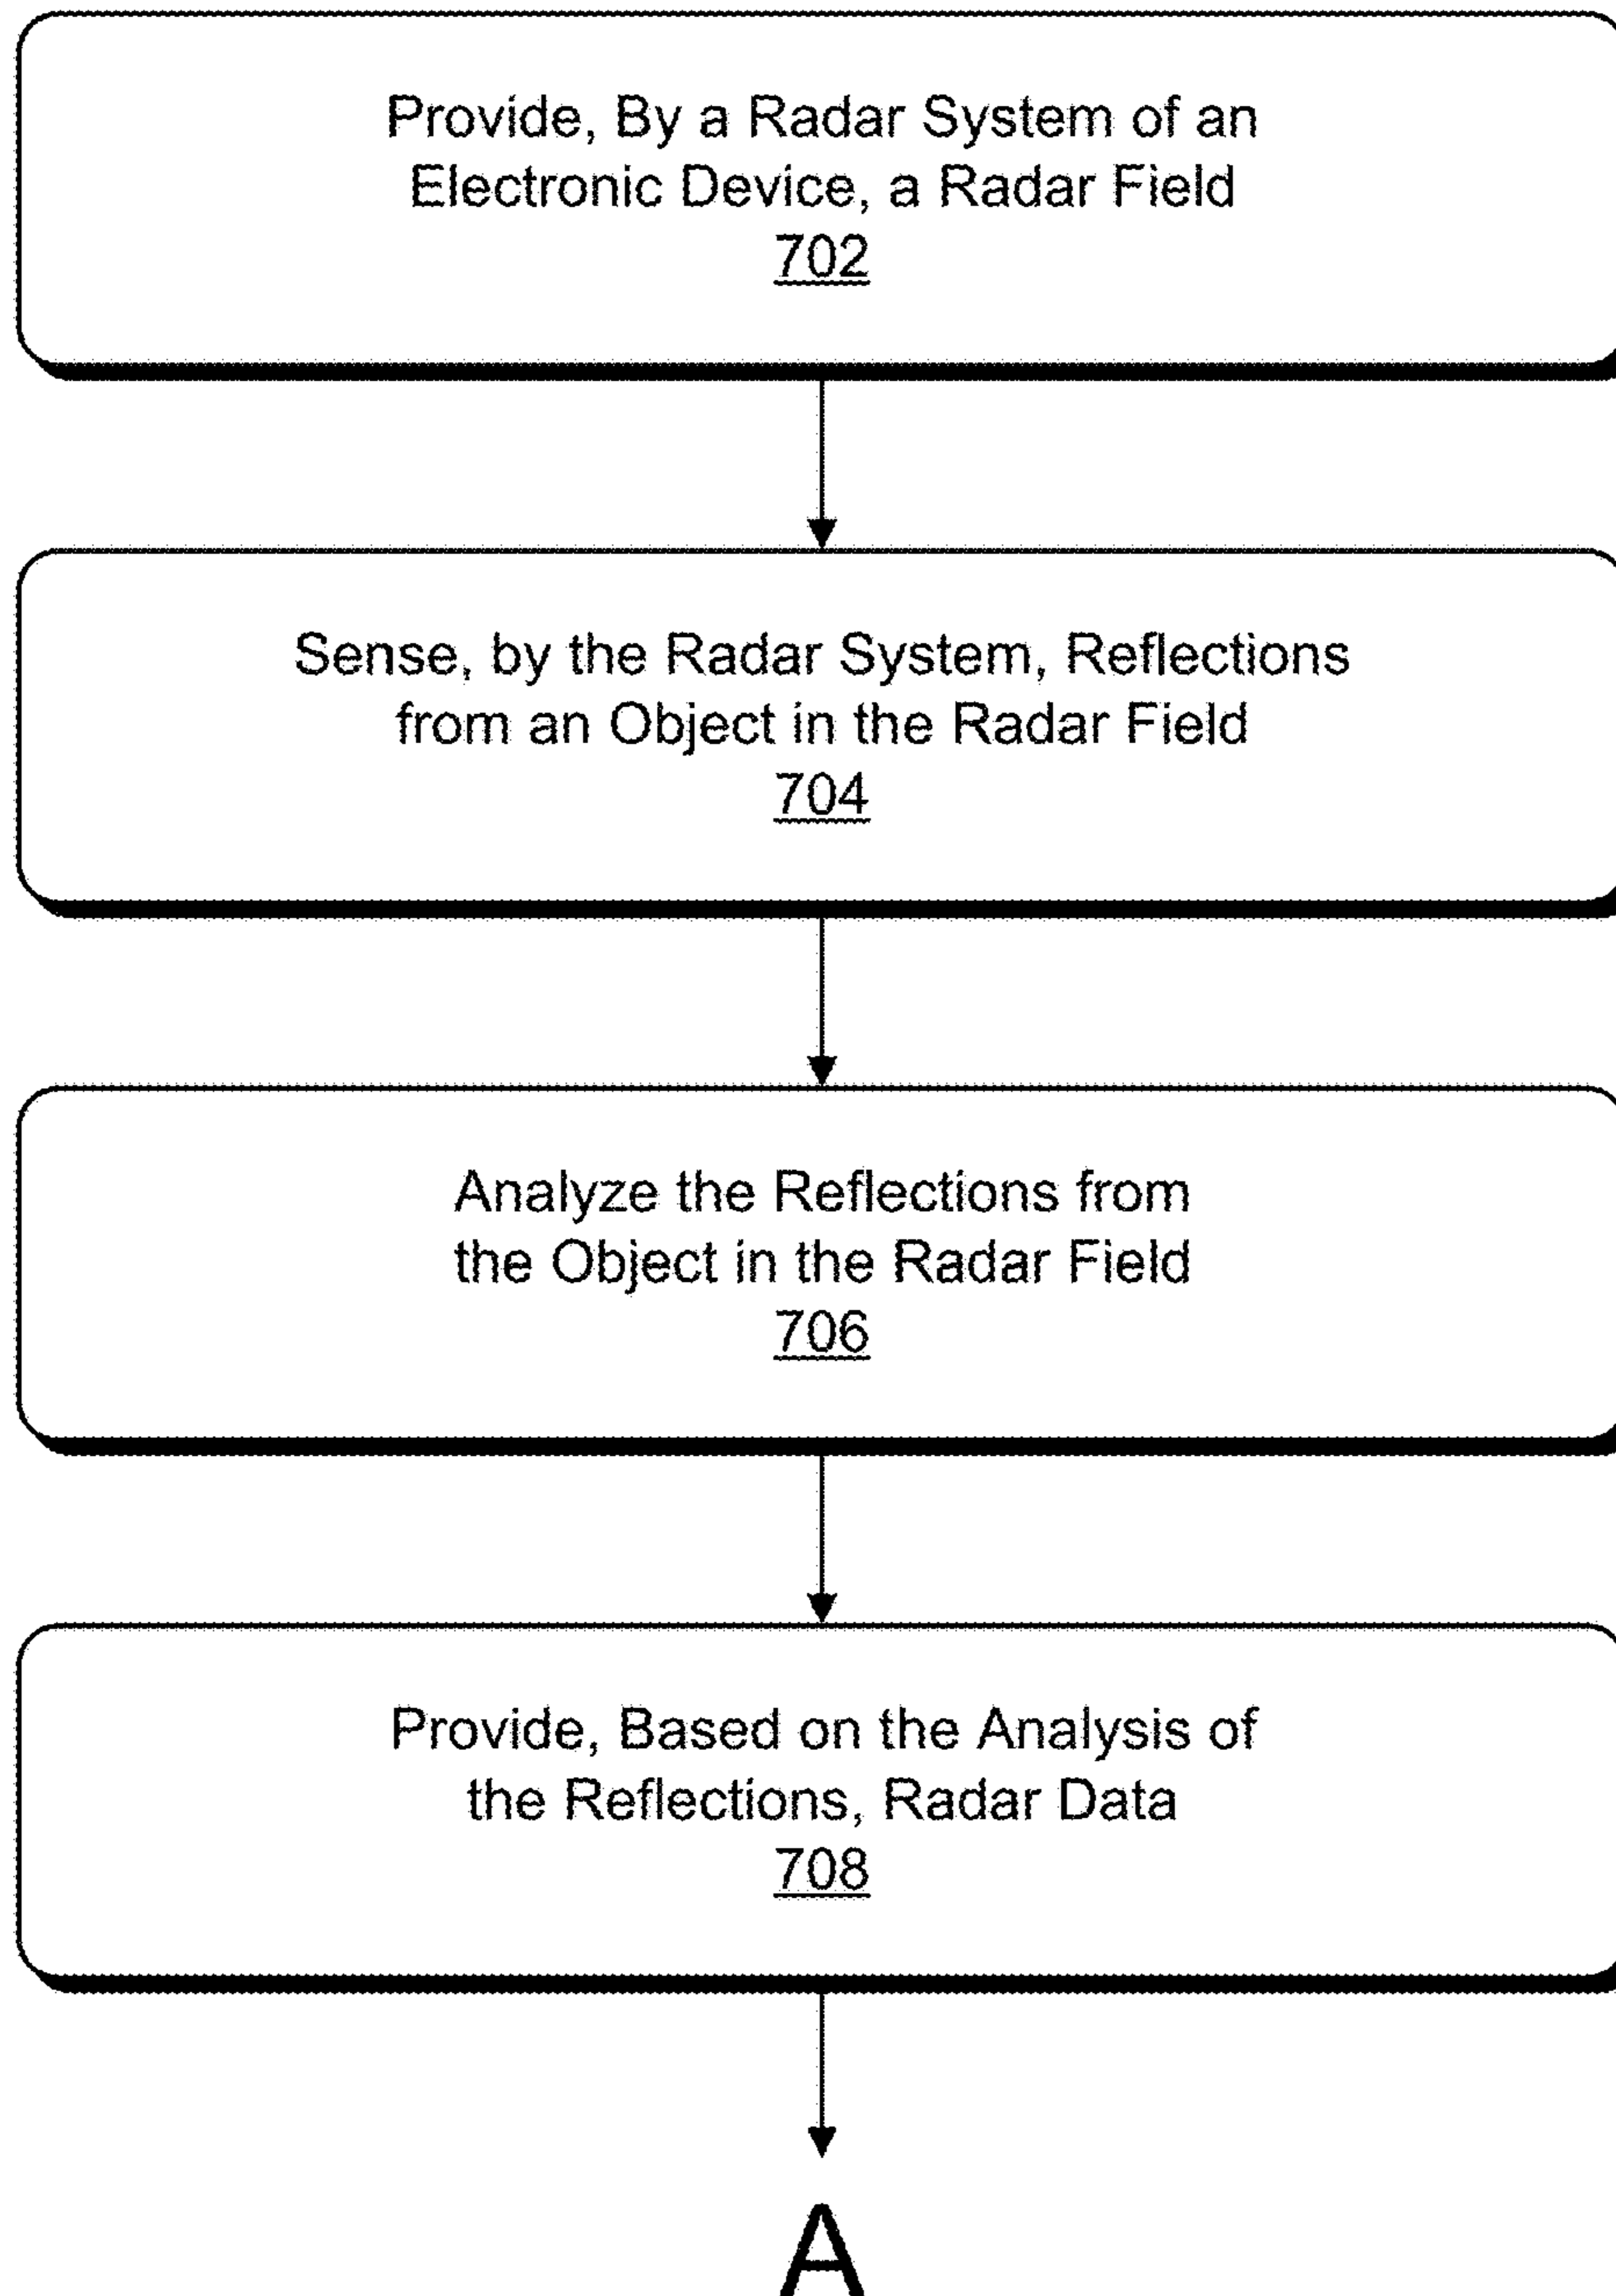 Provide, By a Radar System of an
Electronic Device, a Radar Field
702
Sense, by the Radar System, Reflections
from an Object in the Radar Field
704
Analyze the Reflections from
the Object in the Radar Field
706
Provide, Based on the Analysis of
the Reflections, Radar Data
708
A